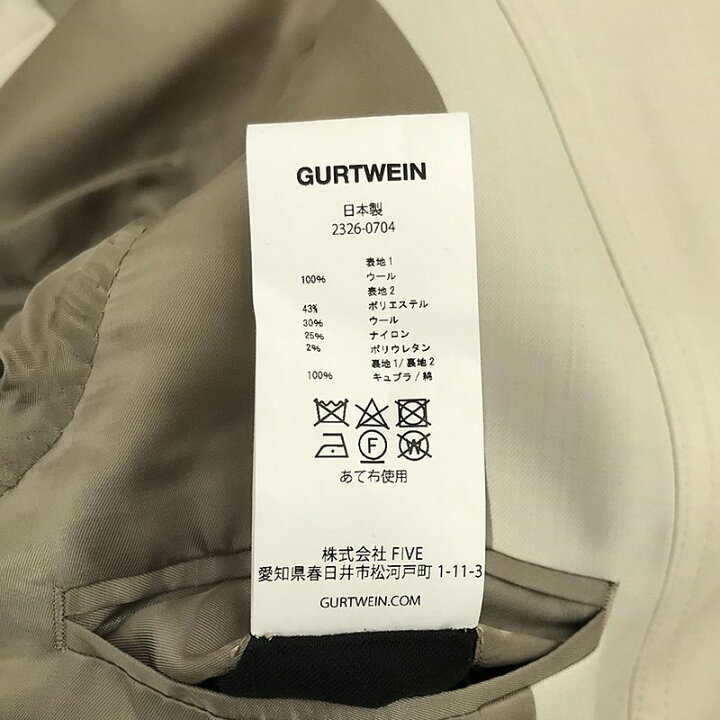 GURTWEIN
日本製
2326-0704
表地1
100% ウール
表地2
43% ポリエステル
30% ウール
25% ナイロン
2% ポリウレタン
裏地1/裏地2
100% キュプラ/綿
F
W
あて布使用
株式会社 FIVE
愛知県春日井市松河戸町 1-11-3
GURTWEIN.COM